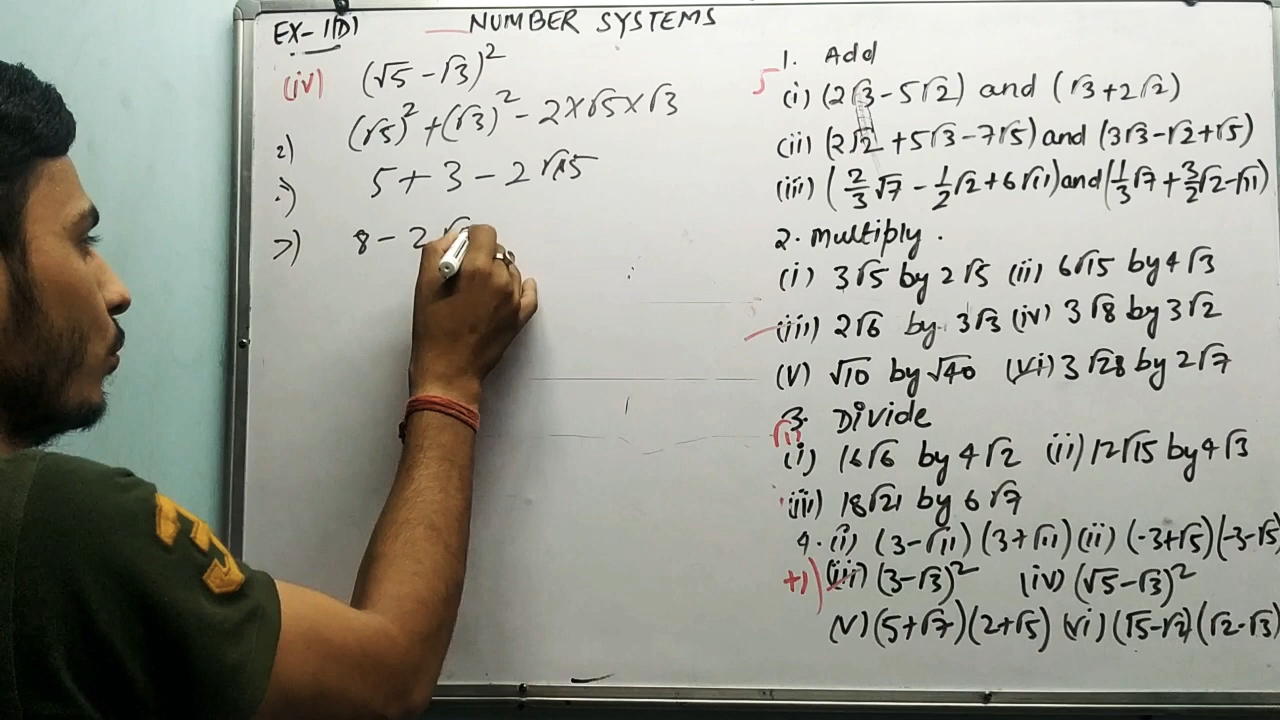 EX-1(D)
NUMBER SYSTEMS
(iv) (√5 - √3)²
(√5)² + (√3)² - 2×√5×√3
5 + 3 - 2√15
8 - 2√
1. Add
(i) (2√3 - 5√2) and (√3 + 2√2)
(ii) (2√2 + 5√3 - 7√5) and (3√3 - √2 + √5)
(iii) (2/3 √7 - 1/2 √2 + 6√11) and (1/3 √7 + 3/2 √2 - √11)
2. Multiply.
(i) 3√5 by 2√5 (ii) 6√15 by 4√3
(iii) 2√6 by 3√3 (iv) 3√8 by 3√2
(v) √10 by √40 (vi) 3√28 by 2√7
3. Divide
(i) 16√6 by 4√2 (ii) 12√15 by 4√3
(iii) 18√21 by 6√7
4. (i) (3-√11)(3+√11) (ii) (-3+√5)(-3-√5)
(iii) (3-√3)² (iv) (√5-√3)²
(v) (5+√7)(2+√5) (vi) (√5-√2)(√2-√3)